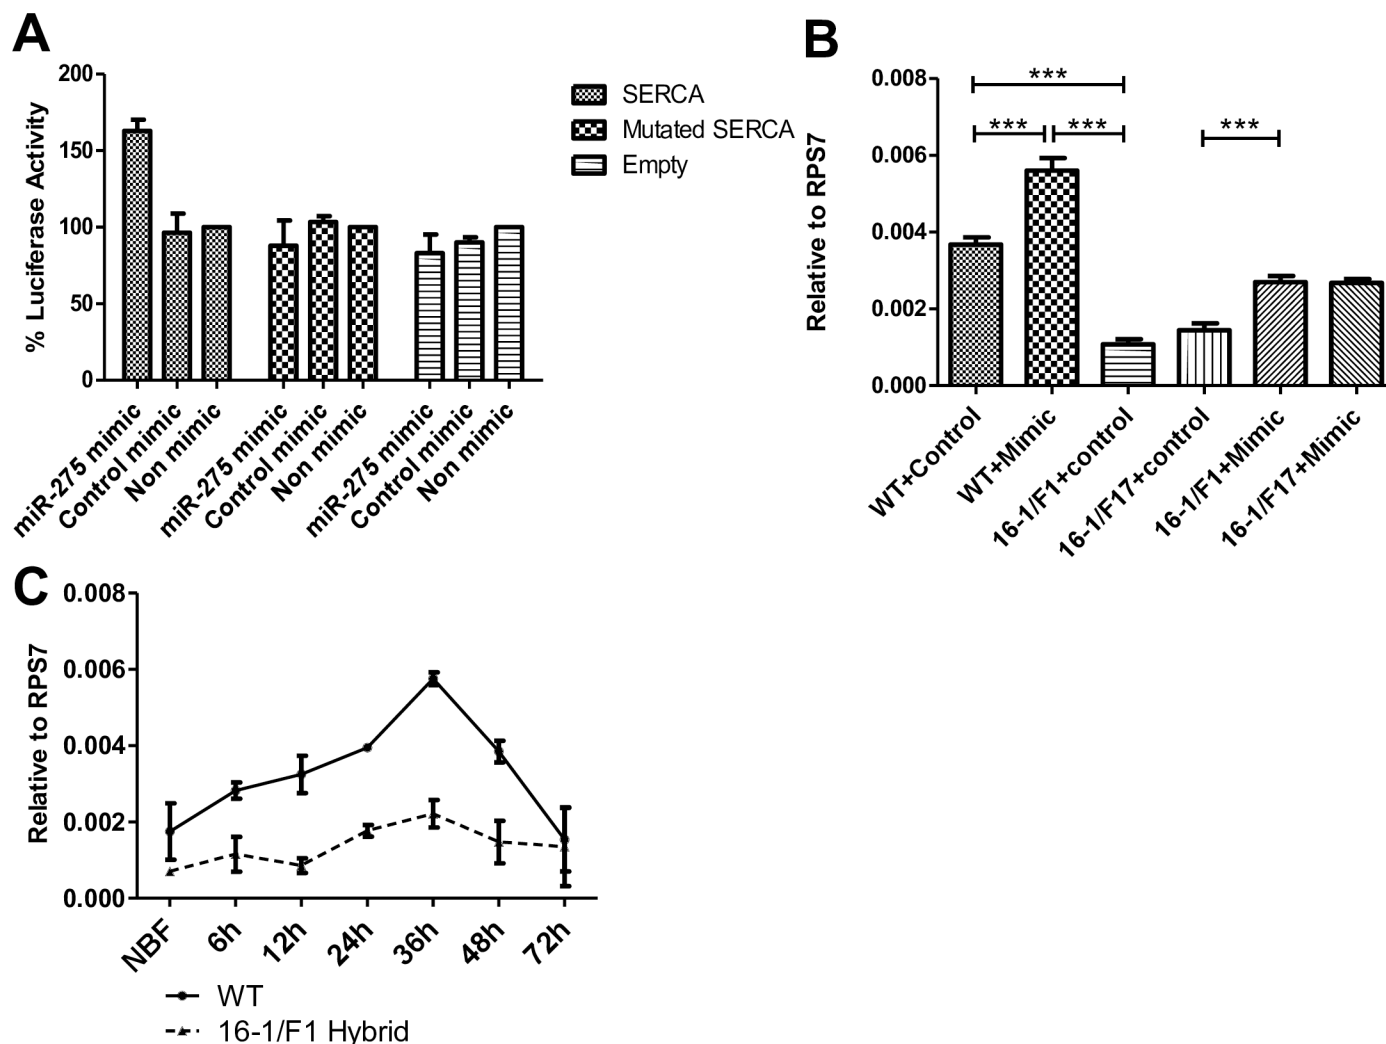 A
200
150
100
50
0
% Luciferase Activity
miR-275 mimic
Control mimic
Non mimic
miR-275 mimic
Control mimic
Non mimic
miR-275 mimic
Control mimic
Non mimic
SERCA
Mutated SERCA
Empty
B
0.008
0.006
0.004
0.002
0.000
Relative to RPS7
***
*** ***
***
WT+Control
WT+Mimic
16-1/F1+control
16-1/F17+control
16-1/F1+Mimic
16-1/F17+Mimic
C
0.008
0.006
0.004
0.002
0.000
Relative to RPS7
NBF
6h
12h
24h
36h
48h
72h
WT
16-1/F1 Hybrid